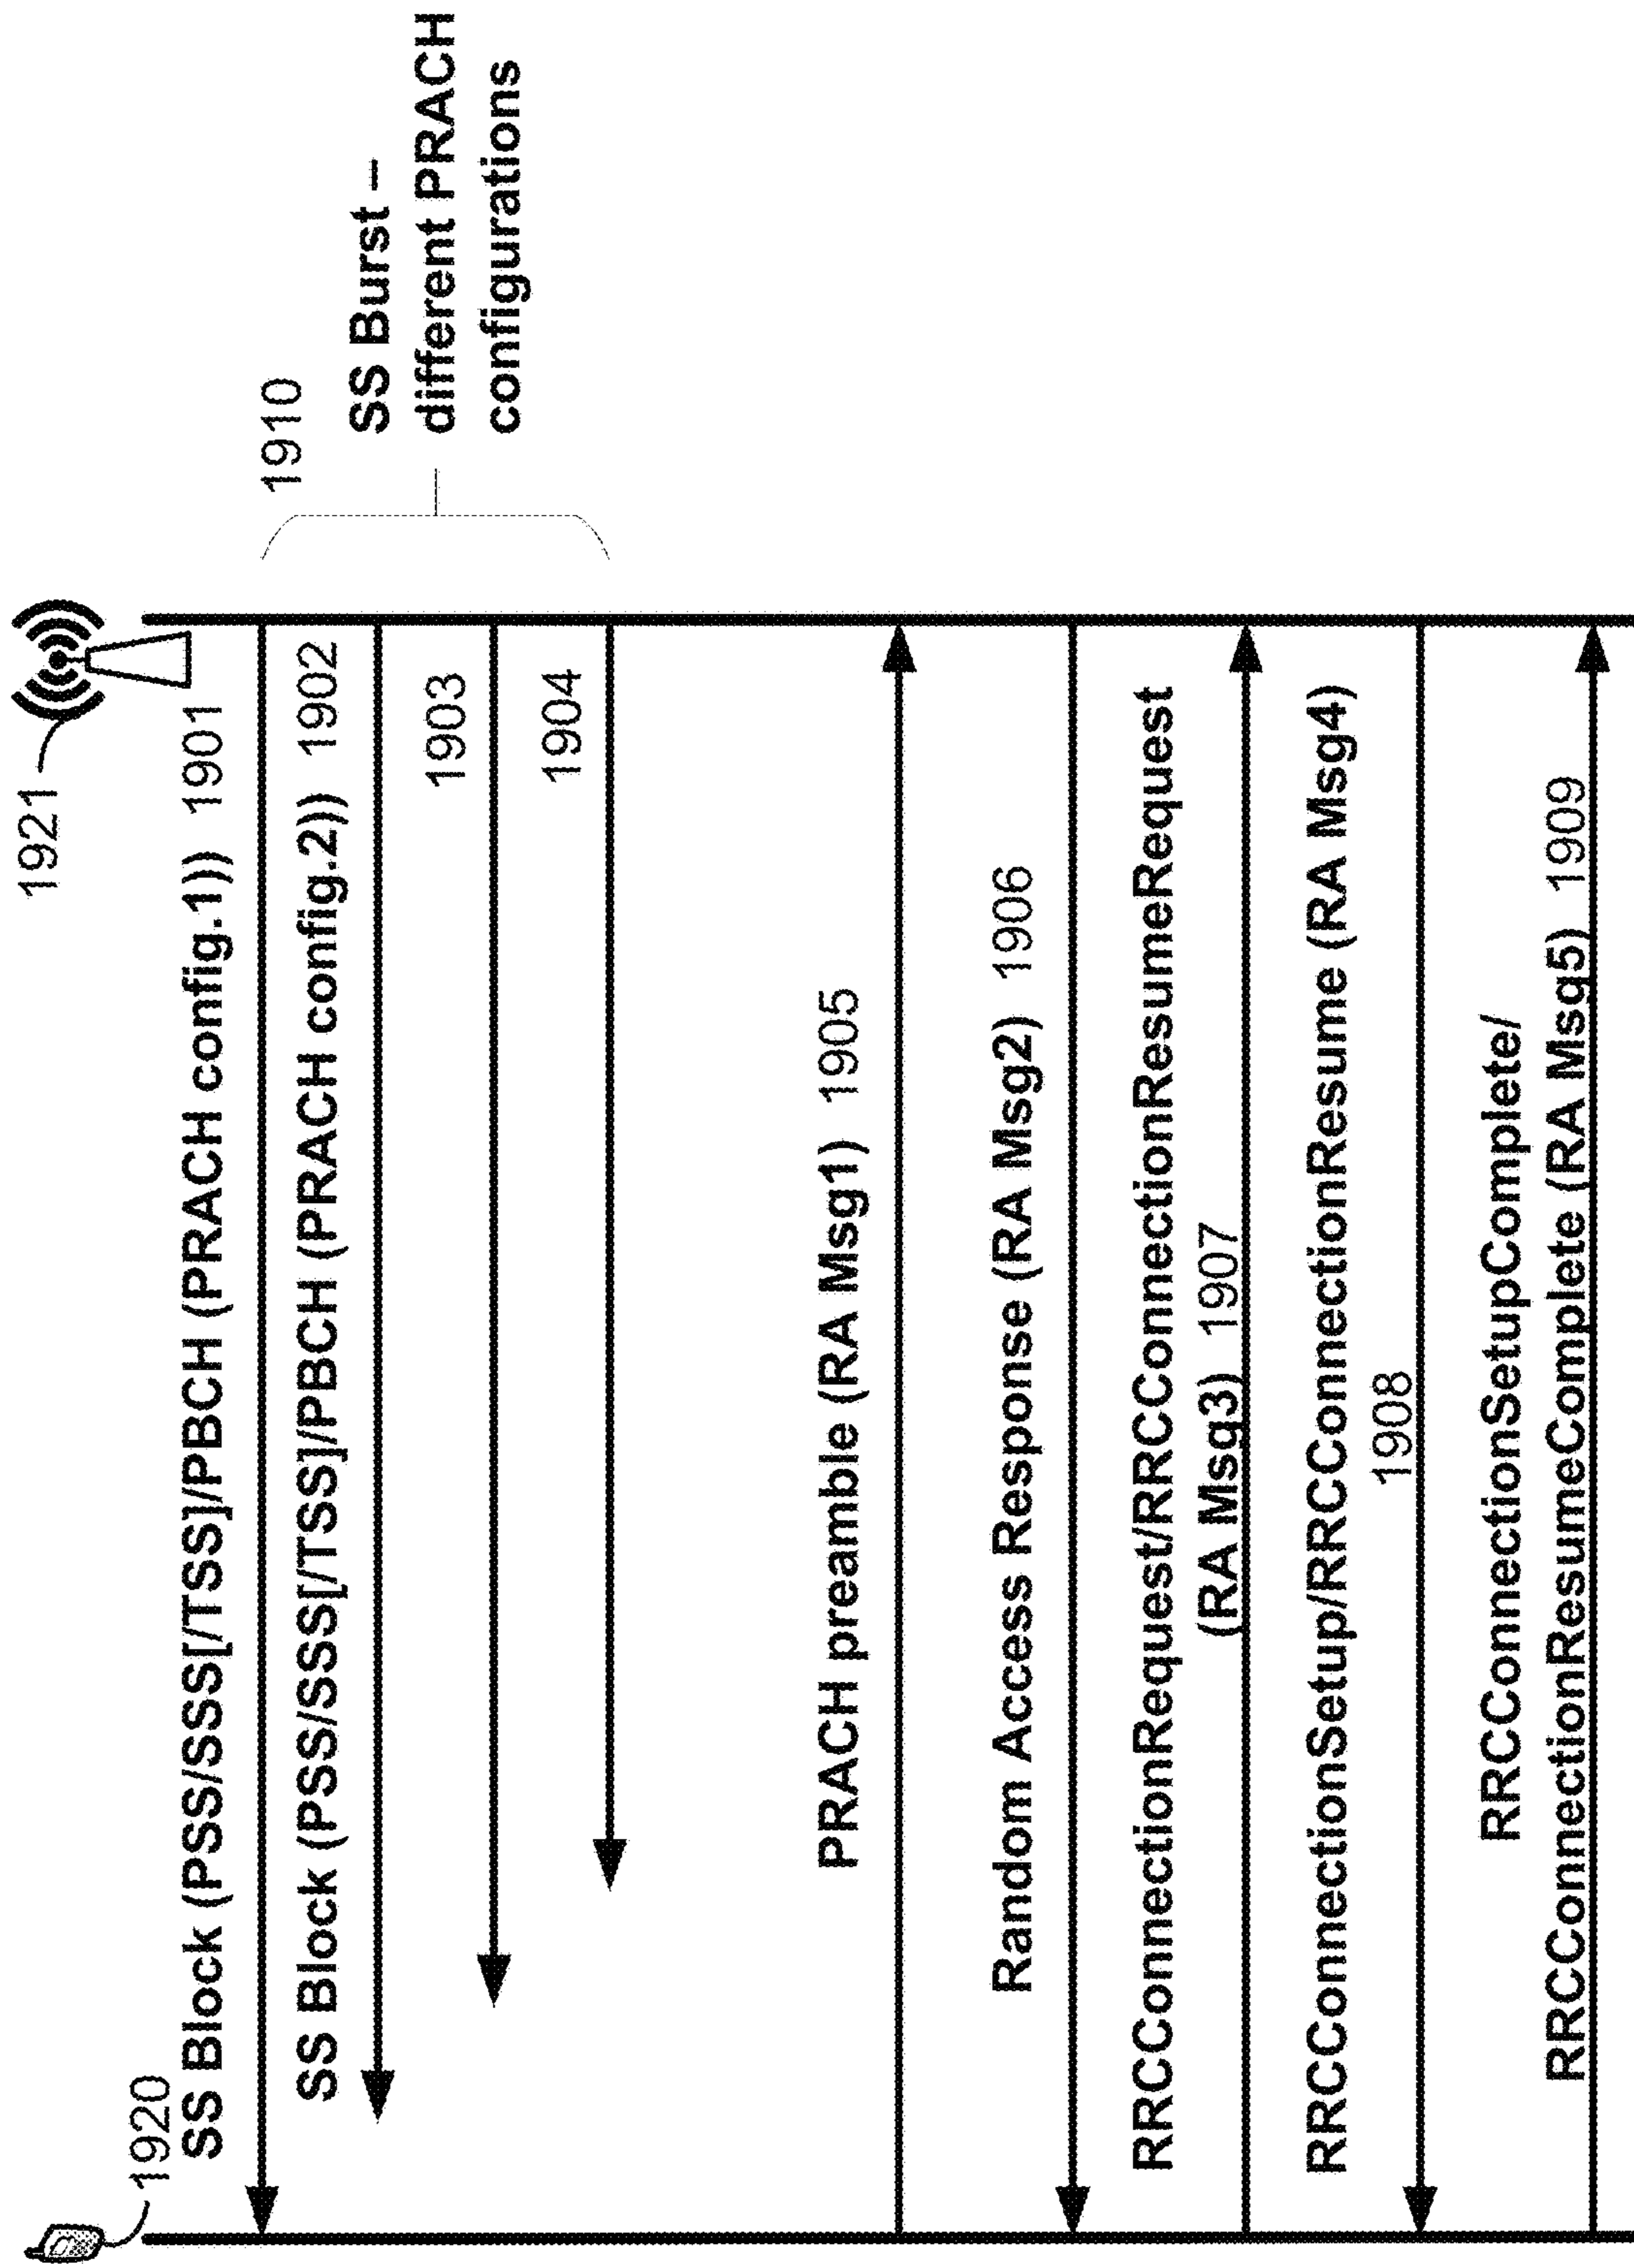 1920
1921
SS Block (PSS/SSS[/TSS]/PBCH (PRACH config.1)) 1901
SS Block (PSS/SSS[/TSS]/PBCH (PRACH config.2)) 1902
1903
1904
1910
SS Burst –
different PRACH
configurations
PRACH preamble (RA Msg1) 1905
Random Access Response (RA Msg2) 1906
RRCConnectionRequest/RRCConnectionResumeRequest
(RA Msg3) 1907
RRCConnectionSetup/RRCConnectionResume (RA Msg4)
1908
RRCConnectionSetupComplete/
RRCConnectionResumeComplete (RA Msg5) 1909